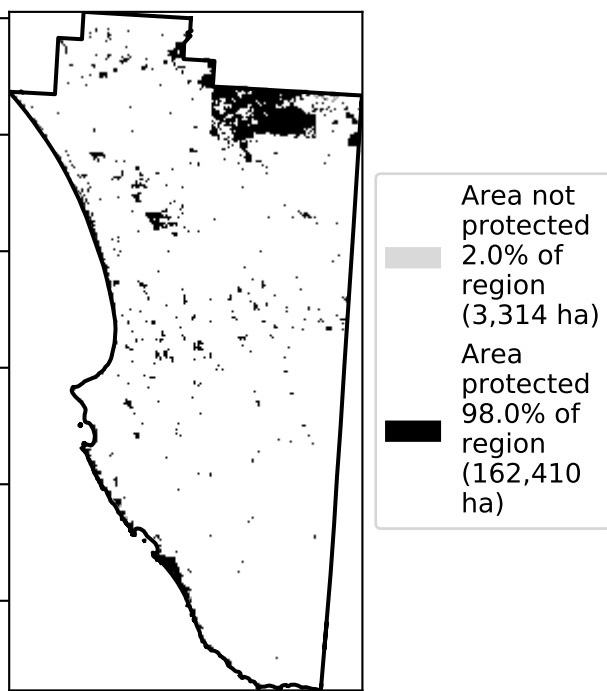 Area not
protected
2.0% of
region
(3,314 ha)
Area
protected
98.0% of
region
(162,410
ha)